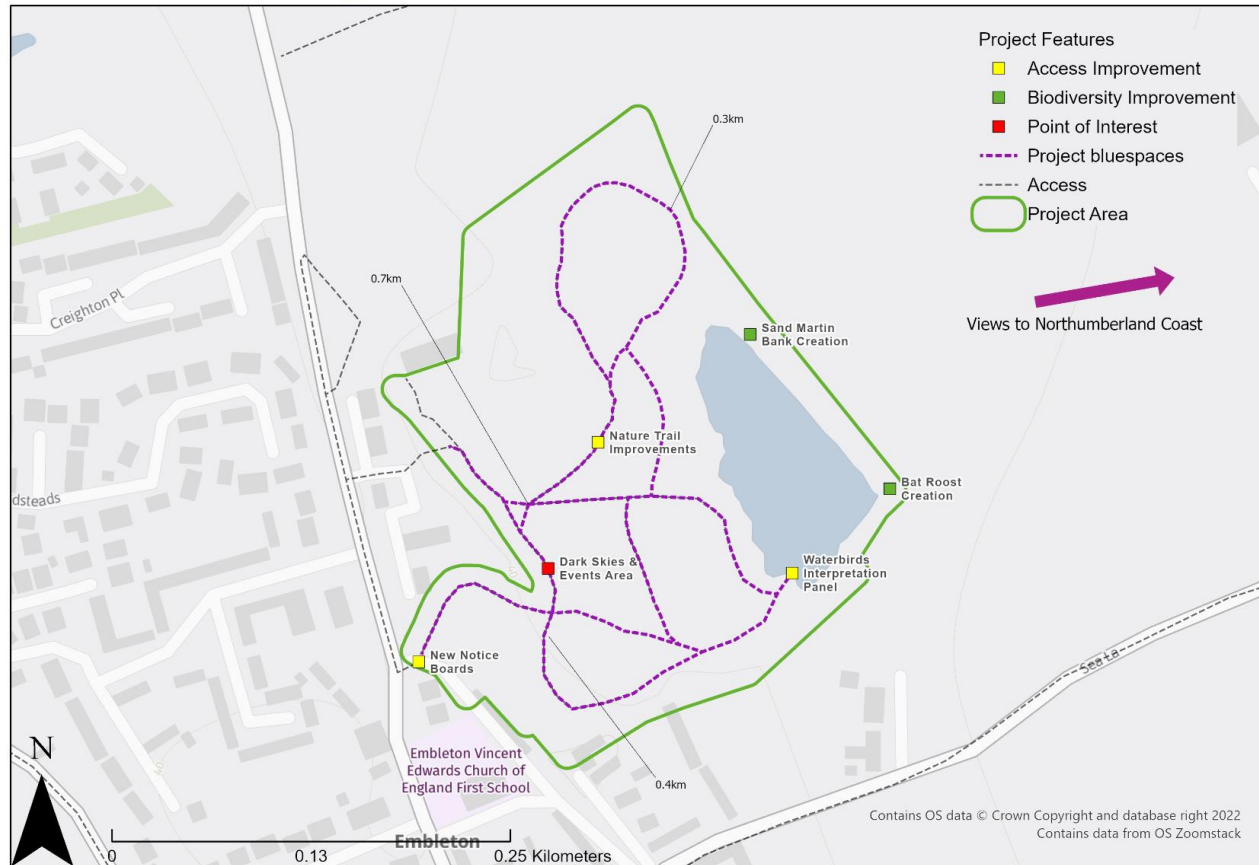 Project Features
Access Improvement
Biodiversity Improvement
Point of Interest
Project bluespaces
Access
Project Area
Views to Northumberland Coast
0.3km
0.7km
Creighton Pl
Sand Martin
Bank Creation
Nature Trail
Improvements
Bat Roost
Creation
dsteads
Dark Skies &
Events Area
Waterbirds
Interpretation
Panel
40
New Notice
Boards
Sea La
Embleton Vincent
Edwards Church of
England First School
40
0.4km
N
Embleton
0
0.13
0.25 Kilometers
Contains OS data © Crown Copyright and database right 2022
Contains data from OS Zoomstack